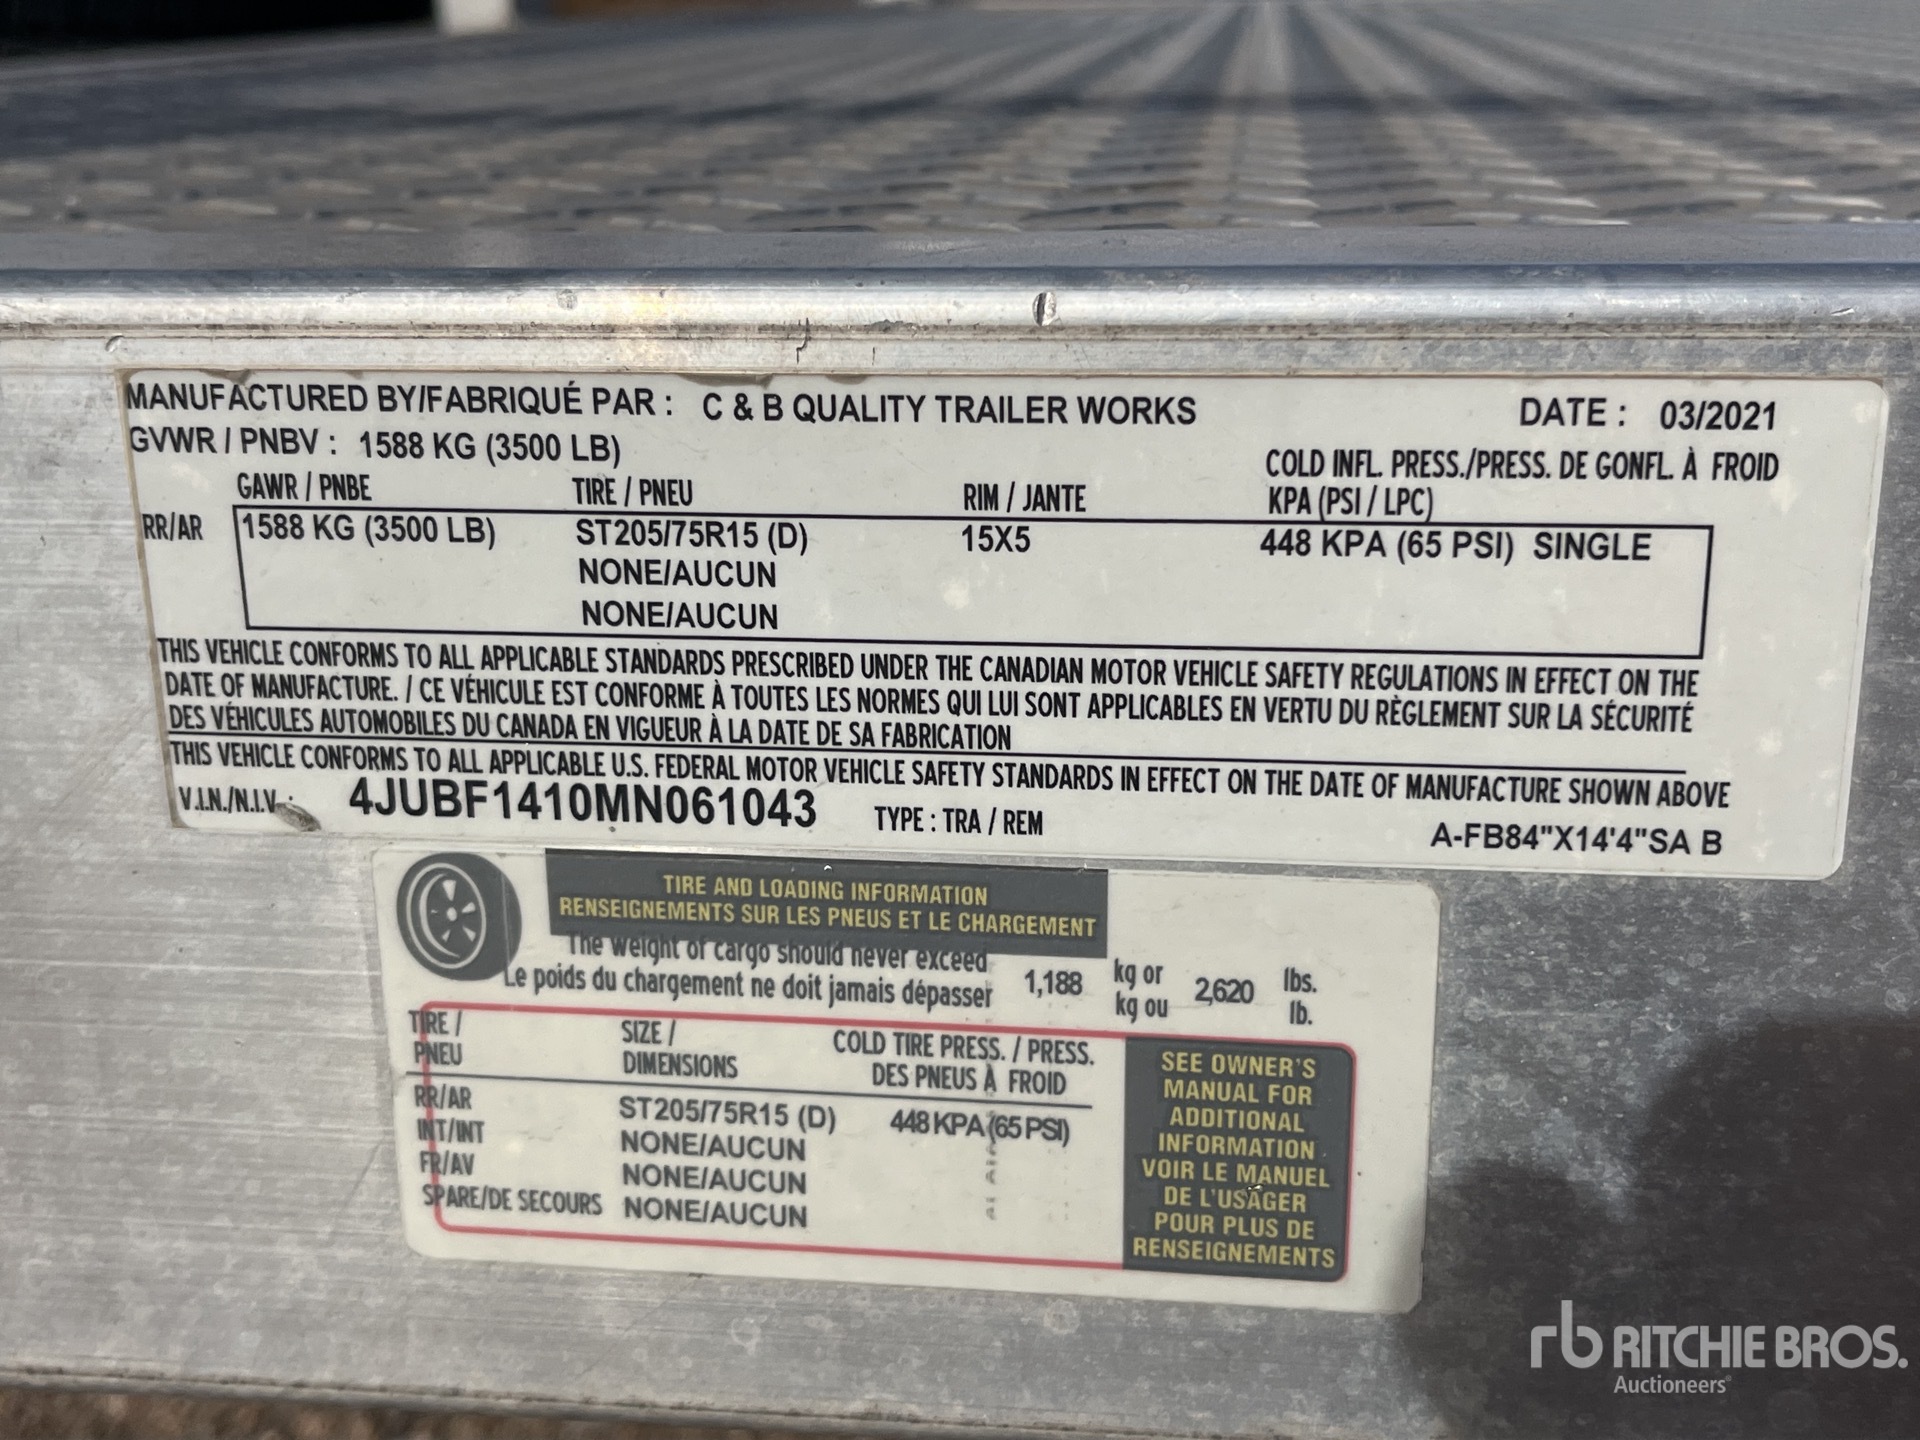 MANUFACTURED BY/FABRIQUÉ PAR : C & B QUALITY TRAILER WORKS DATE : 03/2021
GVWR / PNBV : 1588 KG (3500 LB)
GAWR / PNBE TIRE / PNEU RIM / JANTE COLD INFL. PRESS./PRESS. DE GONFL. À FROID
KPA (PSI / LPC)
RR/AR 1588 KG (3500 LB) ST205/75R15 (D) 15X5 448 KPA (65 PSI) SINGLE
NONE/AUCUN
NONE/AUCUN
THIS VEHICLE CONFORMS TO ALL APPLICABLE STANDARDS PRESCRIBED UNDER THE CANADIAN MOTOR VEHICLE SAFETY REGULATIONS IN EFFECT ON THE
DATE OF MANUFACTURE. / CE VÉHICULE EST CONFORME À TOUTES LES NORMES QUI LUI SONT APPLICABLES EN VERTU DU RÈGLEMENT SUR LA SÉCURITÉ
DES VÉHICULES AUTOMOBILES DU CANADA EN VIGUEUR À LA DATE DE SA FABRICATION
THIS VEHICLE CONFORMS TO ALL APPLICABLE U.S. FEDERAL MOTOR VEHICLE SAFETY STANDARDS IN EFFECT ON THE DATE OF MANUFACTURE SHOWN ABOVE
V.I.N./N.I.V. : 4JUBF1410MN061043 TYPE : TRA / REM A-FB84"X14'4"SA B
TIRE AND LOADING INFORMATION
RENSEIGNEMENTS SUR LES PNEUS ET LE CHARGEMENT
The weight of cargo should never exceed
Le poids du chargement ne doit jamais dépasser 1,188 kg or kg ou 2,620 lbs. lb.
TIRE / PNEU SIZE / DIMENSIONS COLD TIRE PRESS. / PRESS. DES PNEUS À FROID
RR/AR ST205/75R15 (D) 448 KPA (65 PSI)
INT/INT NONE/AUCUN
FR/AV NONE/AUCUN
SPARE/DE SECOURS NONE/AUCUN
SEE OWNER'S
MANUAL FOR
ADDITIONAL
INFORMATION
VOIR LE MANUEL
DE L'USAGER
POUR PLUS DE
RENSEIGNEMENTS
rb RITCHIE BROS.
Auctioneers